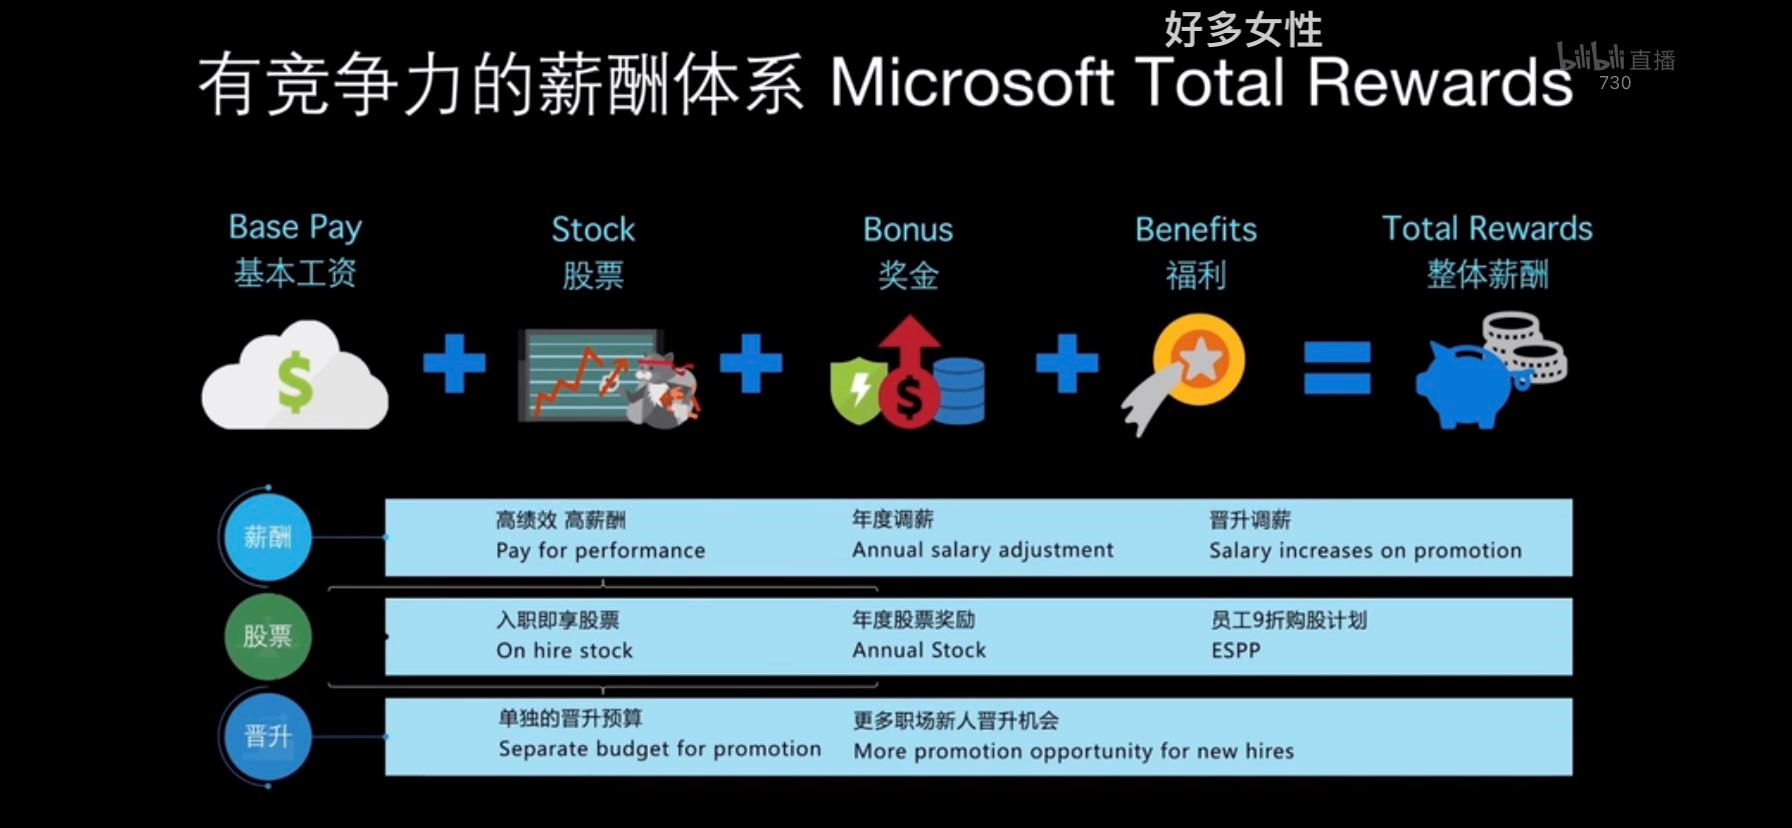 好多女性
有竞争力的薪酬体系 Microsoft Total Rewards
bilibili 直播
730
Base Pay
基本工资
Stock
股票
Bonus
奖金
Benefits
福利
Total Rewards
整体薪酬
薪酬
高绩效 高薪酬
Pay for performance
年度调薪
Annual salary adjustment
晋升调薪
Salary increases on promotion
股票
入职即享股票
On hire stock
年度股票奖励
Annual Stock
员工9折购股计划
ESPP
晋升
单独的晋升预算
Separate budget for promotion
更多职场新人晋升机会
More promotion opportunity for new hires